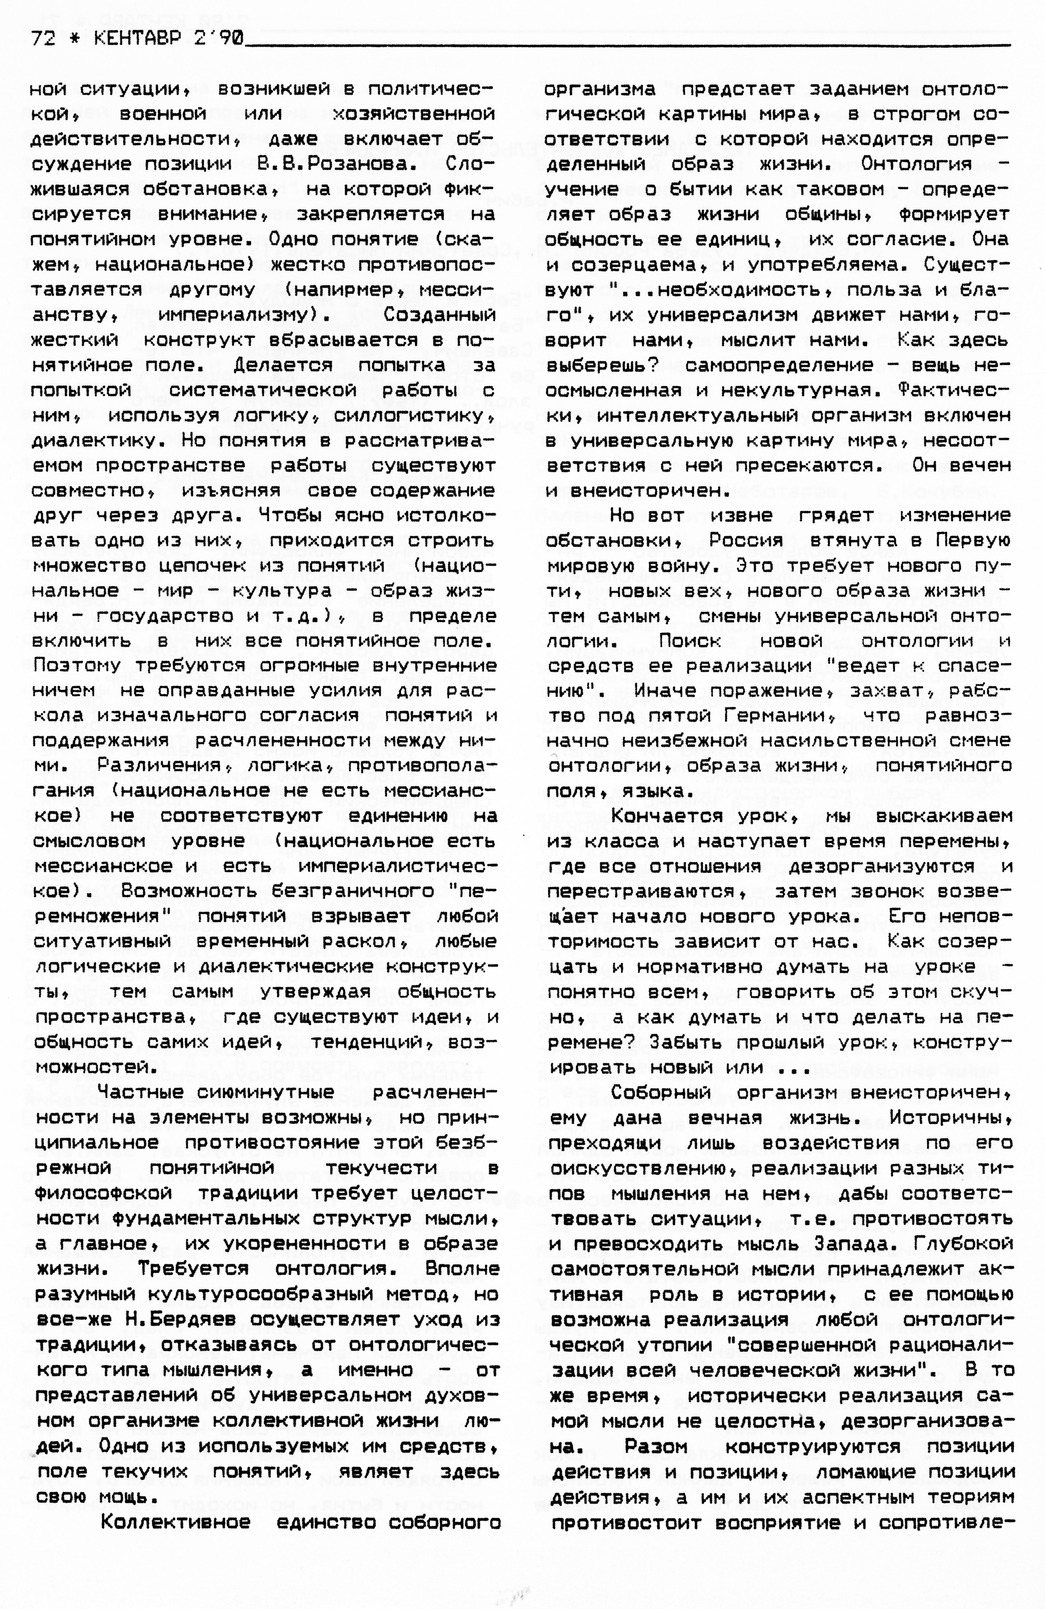 72 * КЕНТАВР 2'90
ной ситуации, возникшей в политичес-
кой, военной или хозяйственной
действительности, даже включает об-
суждение позиции В.В.Розанова. Сло-
жившаяся обстановка, на которой фик-
сируется внимание, закрепляется на
понятийном уровне. Одно понятие (ска-
жем, национальное) жестко противопос-
тавляется другому (напирмер, месси-
анству, империализму). Созданный
жесткий конструкт вбрасывается в по-
нятийное поле. Делается попытка за
попыткой систематической работы с
ним, используя логику, силлогистику,
диалектику. Но понятия в рассматрива-
емом пространстве работы существуют
совместно, изъясняя свое содержание
друг через друга. Чтобы ясно истолко-
вать одно из них, приходится строить
множество цепочек из понятий (нацио-
нальное - мир - культура - образ жиз-
ни - государство и т.д.), в пределе
включить в них все понятийное поле.
Поэтому требуются огромные внутренние
ничем не оправданные усилия для рас-
кола изначального согласия понятий и
поддержания расчлененности между ни-
ми. Различения, логика, противопола-
гания (национальное не есть мессианс-
кое) не соответствуют единению на
смысловом уровне (национальное есть
мессианское и есть империалистичес-
кое). Возможность безграничного "пе-
ремножения" понятий взрывает любой
ситуативный временный раскол, любые
логические и диалектические конструк-
ты, тем самым утверждая общность
пространства, где существуют идеи, и
общность самих идей, тенденций, воз-
можностей.
Частные сиюминутные расчленен-
ности на элементы возможны, но прин-
ципиальное противостояние этой безб-
режной понятийной текучести в
философской традиции требует целост-
ности фундаментальных структур мысли,
а главное, их укорененности в образе
жизни. Требуется онтология. Вполне
разумный культуросообразный метод, но
все-же Н.Бердяев осуществляет уход из
традиции, отказываясь от онтологичес-
кого типа мышления, а именно - от
представлений об универсальном духов-
ном организме коллективной жизни лю-
дей. Одно из используемых им средств,
поле текучих понятий, являет здесь
свою мощь.
Коллективное единство соборного
организма предстает заданием онтоло-
гической картины мира, в строгом со-
ответствии с которой находится опре-
деленный образ жизни. Онтология -
учение о бытии как таковом - опреде-
ляет образ жизни общины, формирует
общность ее единиц, их согласие. Она
и созерцаема, и употребляема. Сущест-
вуют "...необходимость, польза и бла-
го", их универсализм движет нами, го-
ворит нами, мыслит нами. Как здесь
выберешь? самоопределение - вещь не-
осмысленная и некультурная. Фактичес-
ки, интеллектуальный организм включен
в универсальную картину мира, несоот-
ветствия с ней пресекаются. Он вечен
и внеисторичен.
Но вот извне грядет изменение
обстановки, Россия втянута в Первую
мировую войну. Это требует нового пу-
ти, новых вех, нового образа жизни -
тем самым, смены универсальной онто-
логии. Поиск новой онтологии и
средств ее реализации "ведет к спасе-
нию". Иначе поражение, захват, рабс-
тво под пятой Германии, что равноз-
начно неизбежной насильственной смене
онтологии, образа жизни, понятийного
поля, языка.
Кончается урок, мы выскакиваем
из класса и наступает время перемены,
где все отношения дезорганизуются и
перестраиваются, затем звонок возве-
щает начало нового урока. Его непов-
торимость зависит от нас. Как созер-
цать и нормативно думать на уроке -
понятно всем, говорить об этом скуч-
но, а как думать и что делать на пе-
ремене? Забыть прошлый урок, констру-
ировать новый или ...
Соборный организм внеисторичен,
ему дана вечная жизнь. Историчны,
преходящи лишь воздействия по его
оискусствлению, реализации разных ти-
пов мышления на нем, дабы соответс-
твовать ситуации, т.е. противостоять
и превосходить мысль Запада. Глубокой
самостоятельной мысли принадлежит ак-
тивная роль в истории, с ее помощью
возможна реализация любой онтологи-
ческой утопии "совершенной рационали-
зации всей человеческой жизни". В то
же время, исторически реализация са-
мой мысли не целостна, дезорганизова-
на. Разом конструируются позиции
действия и позиции, ломающие позиции
действия, а им и их аспектным теориям
противостоит восприятие и сопротивле-